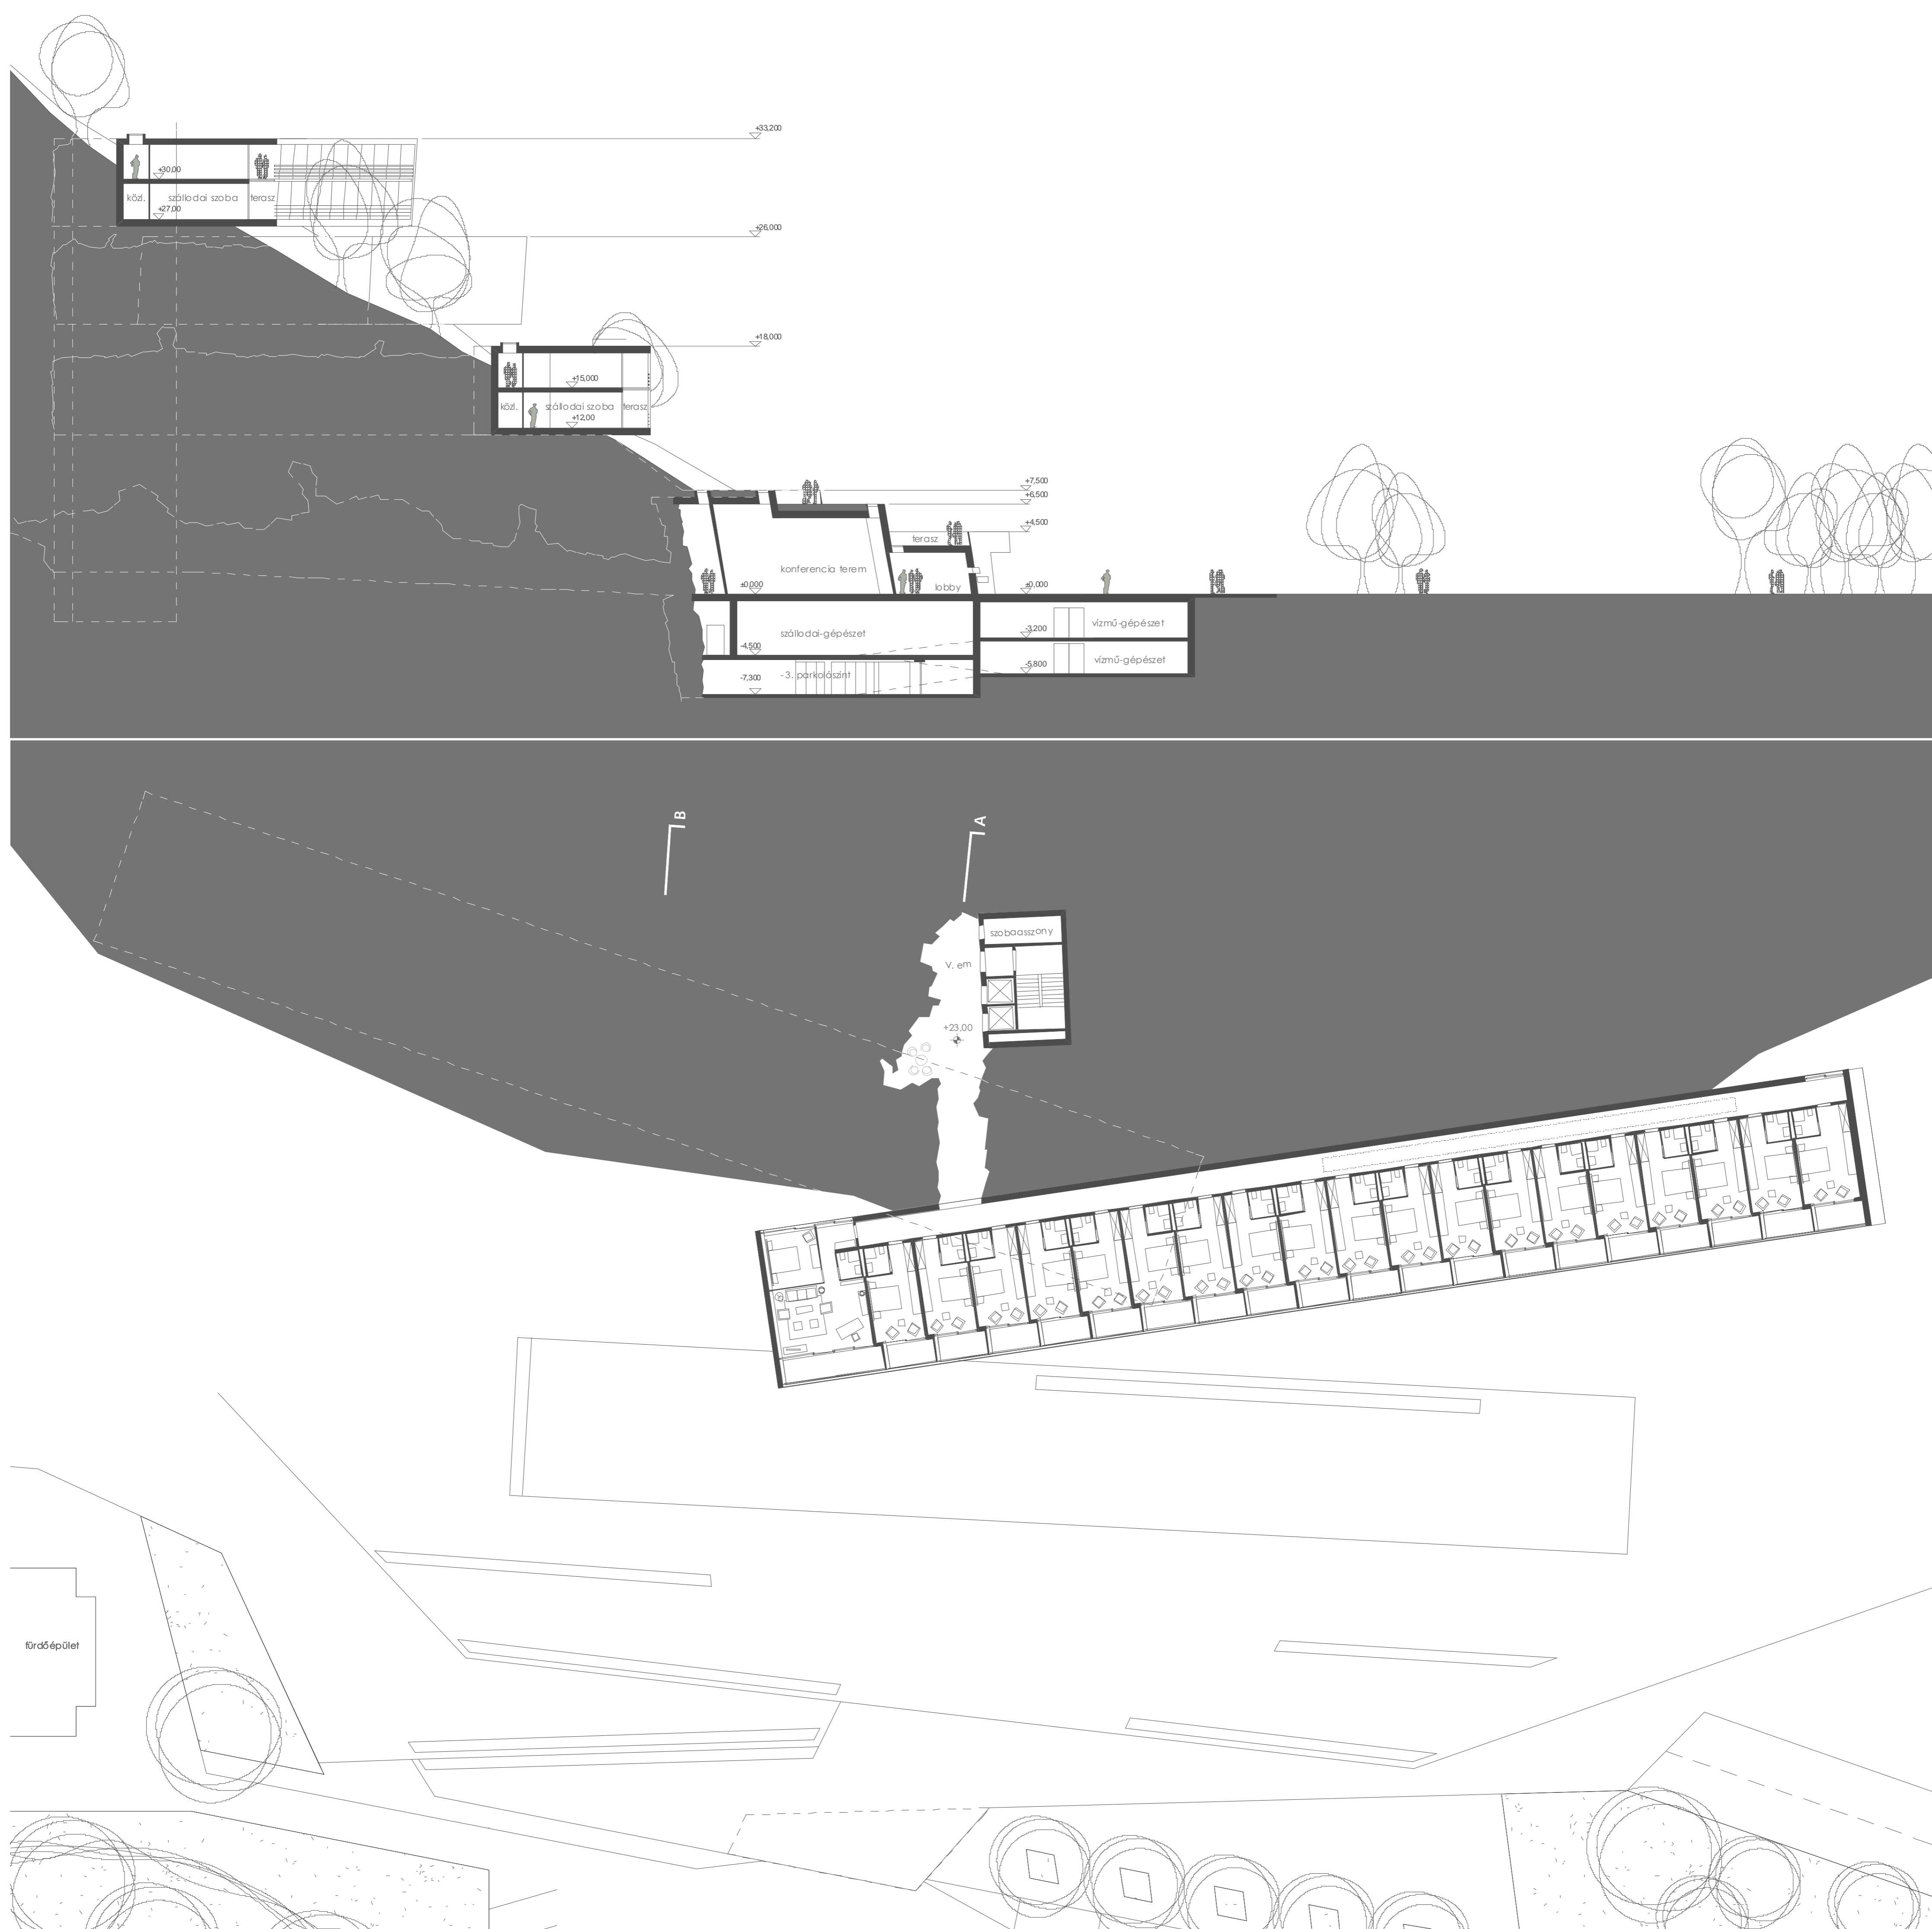 +33,200
+30,00
közl. szállodai szoba terasz
+27,00
+26,000
+18,000
+15,000
közl. szállodai szoba terasz
+12,00
+7,500
+6,500
+4,500
terasz
konferencia terem
±0,000 lobby ±0,000
szállodai-gépészet -3,200 vízmű-gépészet
-4,500
-5,800 vízmű-gépészet
-7,300 -3. parkolószint
B
A
szobaasszony
V. em
+23,00
fürdőépület